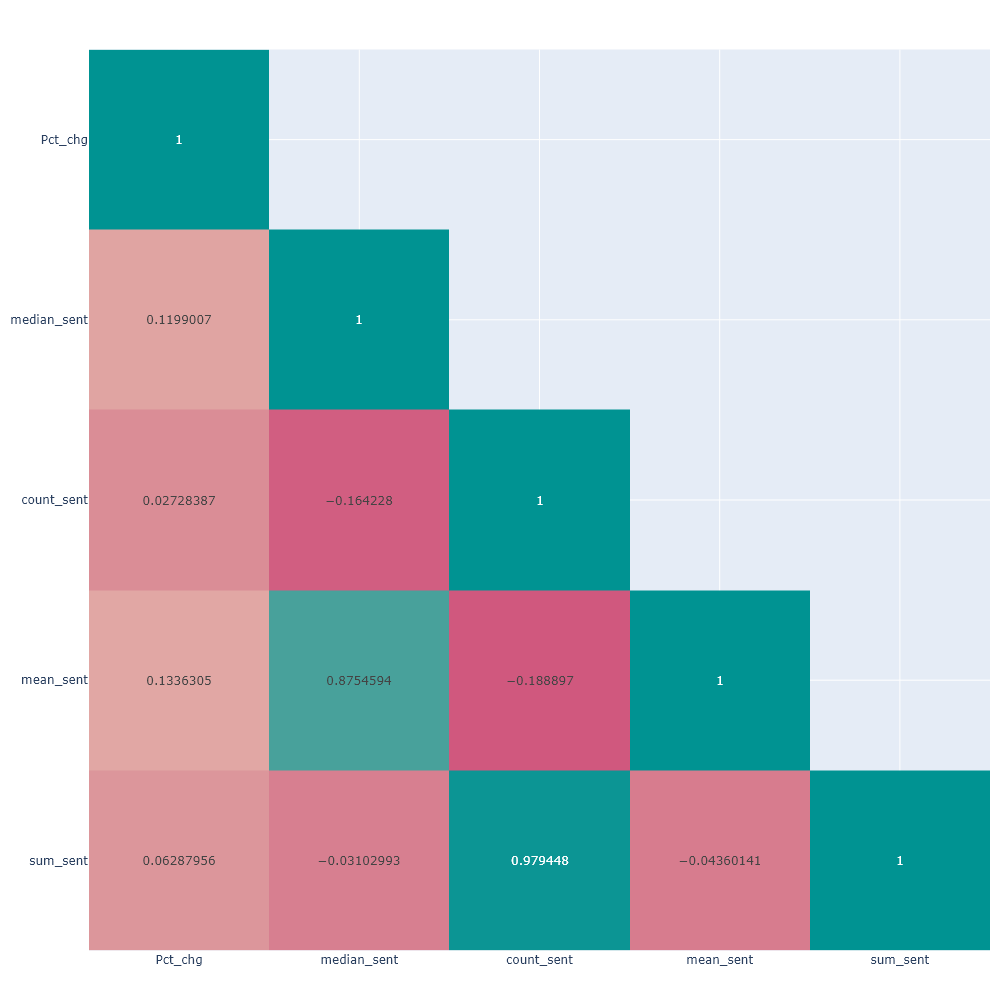 Pct_chg 1
median_sent 0.1199007 1
count_sent 0.02728387 −0.164228 1
mean_sent 0.1336305 0.8754594 −0.188897 1
sum_sent 0.06287956 −0.03102993 0.979448 −0.04360141 1
Pct_chg median_sent count_sent mean_sent sum_sent